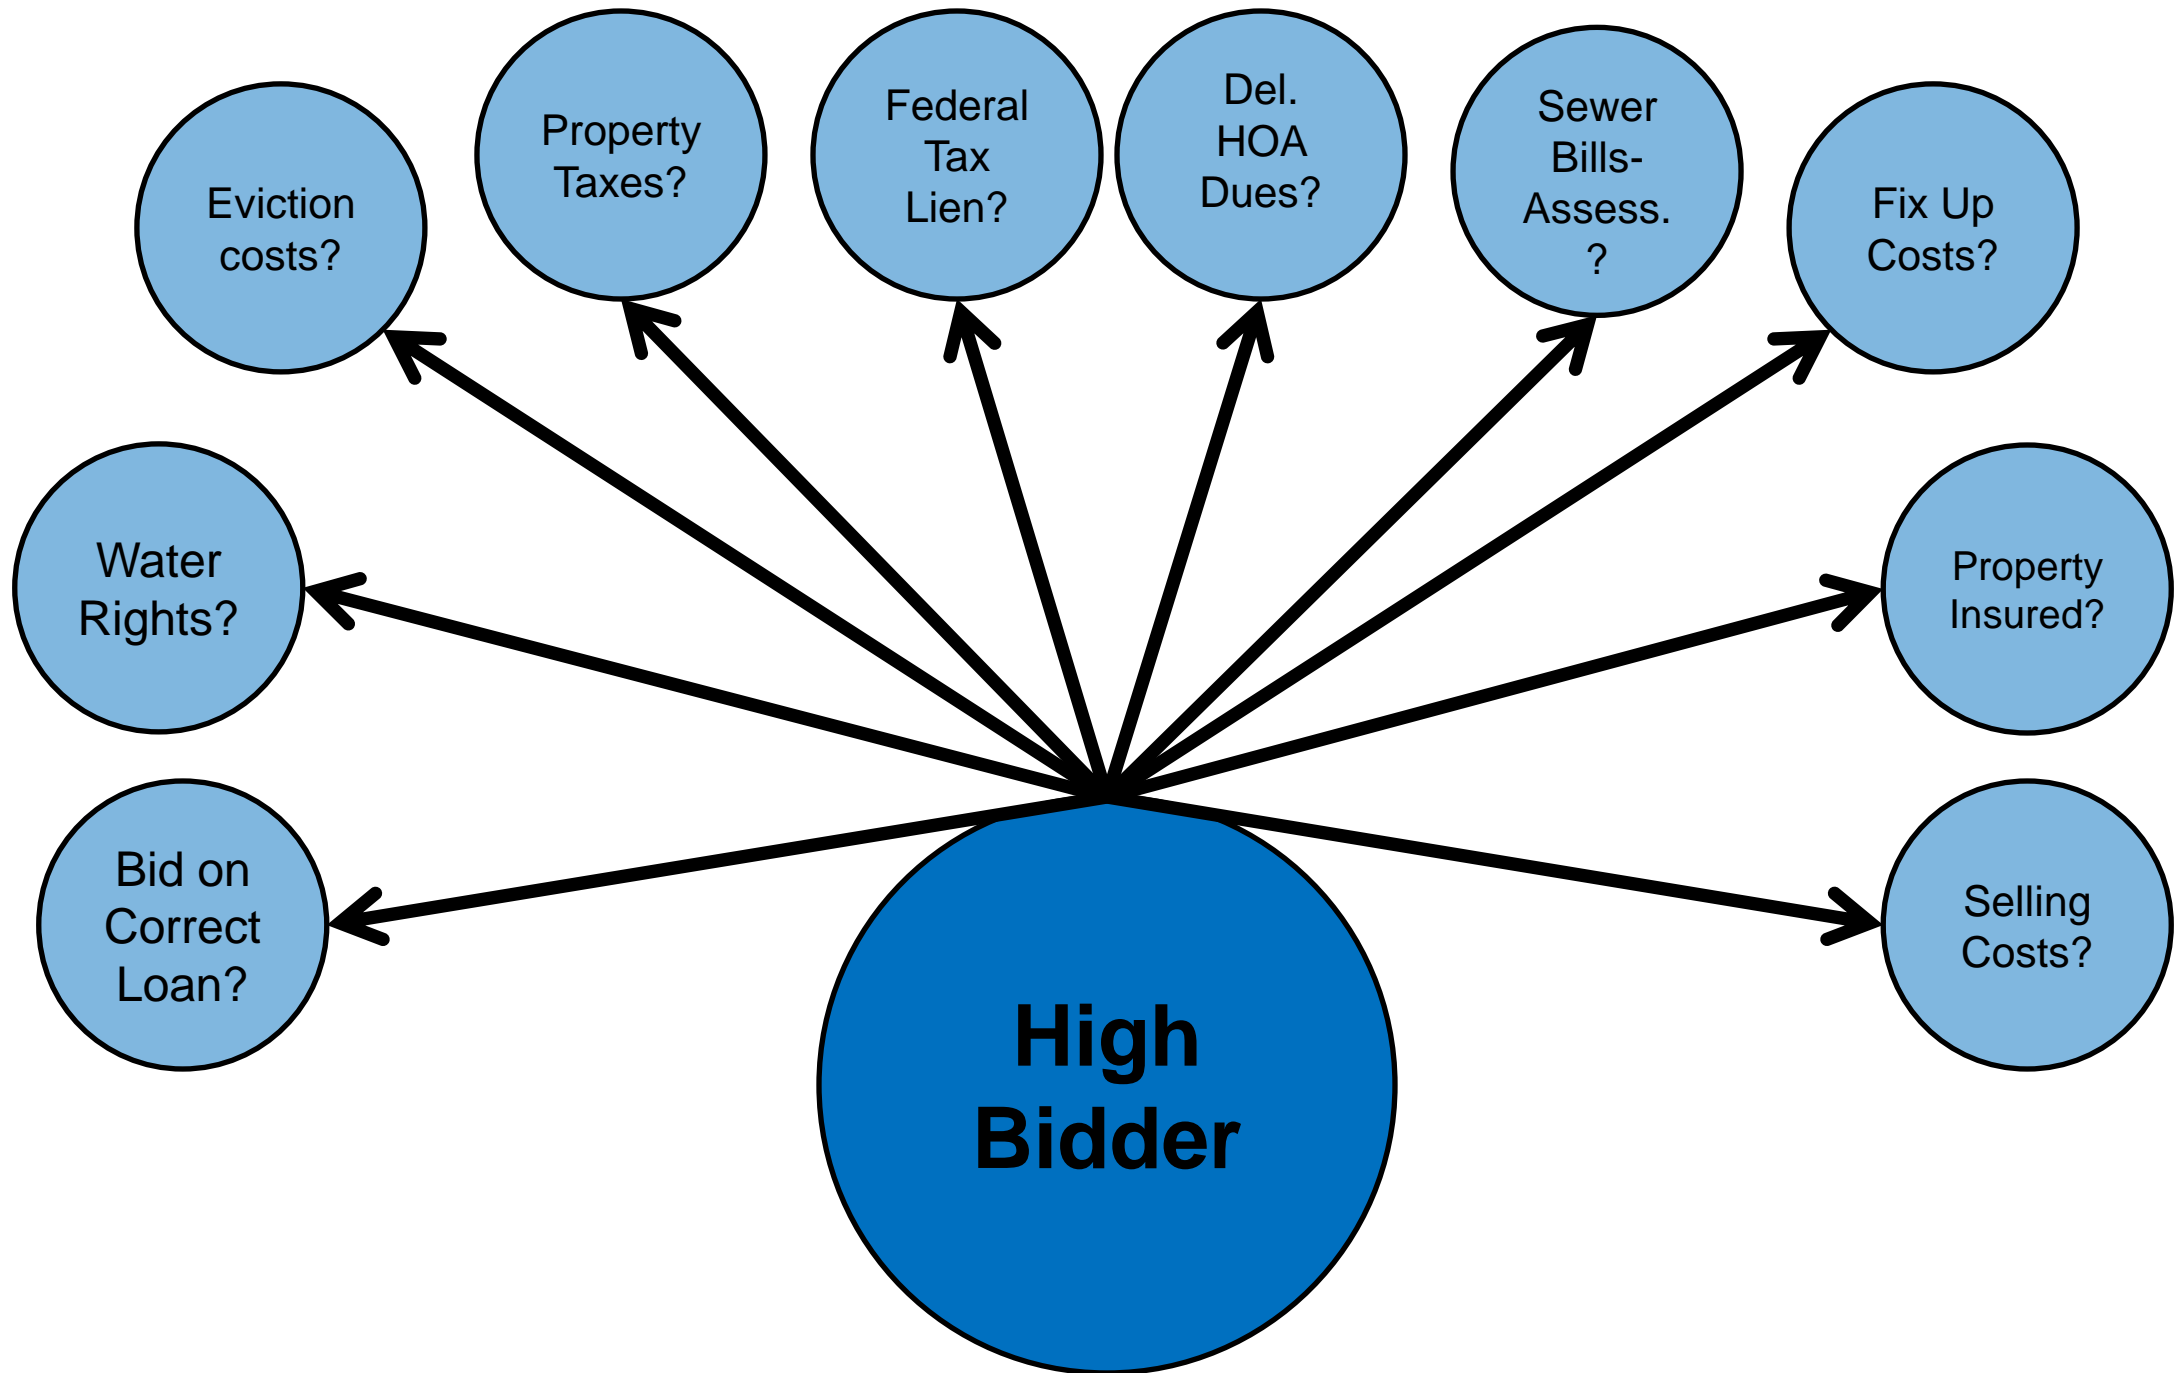 Eviction
costs?
Property
Taxes?
Federal
Tax
Lien?
Del.
HOA
Dues?
Sewer
Bills-
Assess.
?
Fix Up
Costs?
Water
Rights?
Property
Insured?
Bid on
Correct
Loan?
Selling
Costs?
High
Bidder